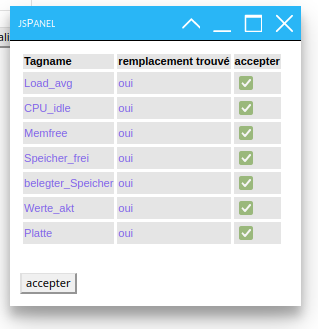 JSPANEL
Tagname remplacement trouvé accepter
Load_avg oui
CPU_idle oui
Memfree oui
Speicher_frei oui
belegter_Speicher oui
Werte_akt oui
Platte oui
accepter